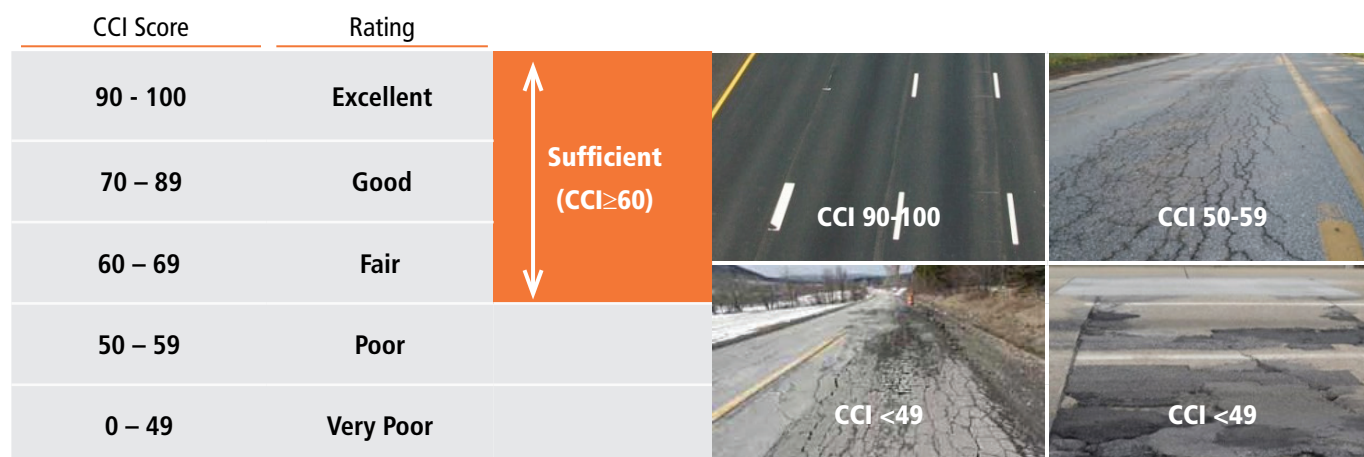 CCI Score Rating
90 - 100 Excellent
70 – 89 Good
60 – 69 Fair
50 – 59 Poor
0 – 49 Very Poor
Sufficient
(CCI≥60)
CCI 90-100
CCI 50-59
CCI <49
CCI <49